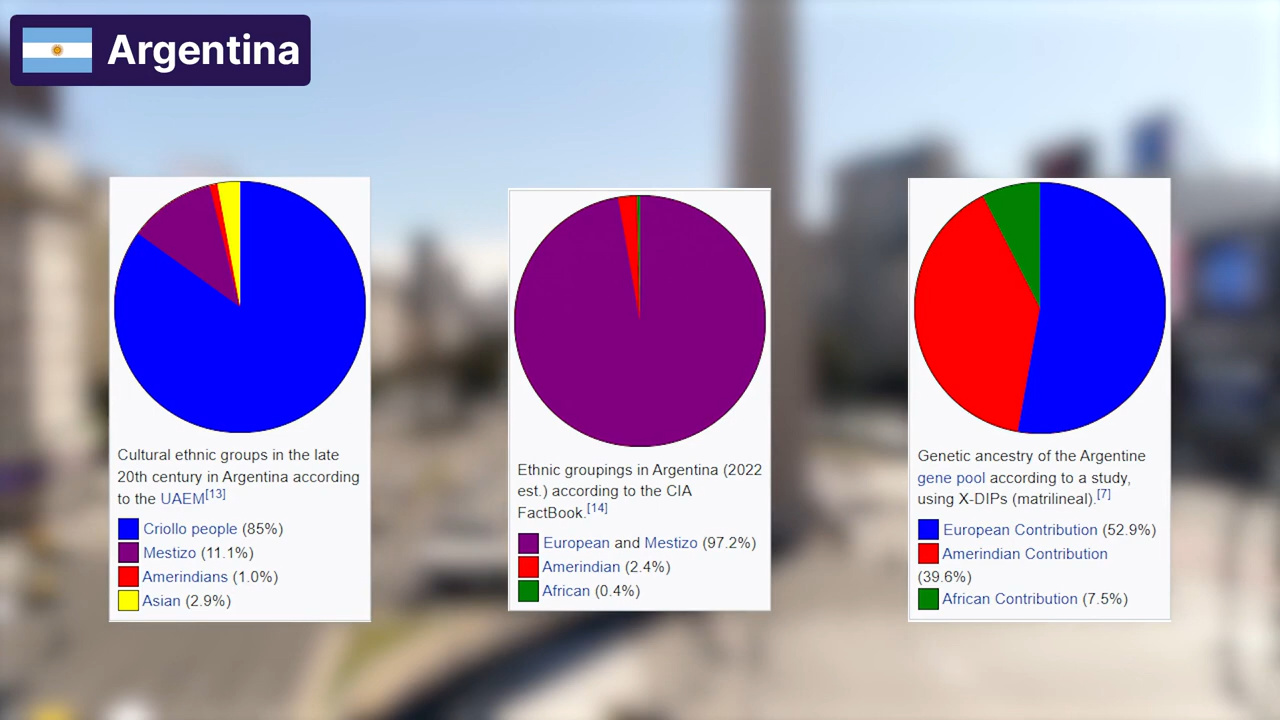 Argentina
Cultural ethnic groups in the late
20th century in Argentina according
to the UAEM[13]
Criollo people (85%)
Mestizo (11.1%)
Amerindians (1.0%)
Asian (2.9%)
Ethnic groupings in Argentina (2022
est.) according to the CIA
FactBook.[14]
European and Mestizo (97.2%)
Amerindian (2.4%)
African (0.4%)
Genetic ancestry of the Argentine
gene pool according to a study,
using X-DIPs (matrilineal).[7]
European Contribution (52.9%)
Amerindian Contribution
(39.6%)
African Contribution (7.5%)